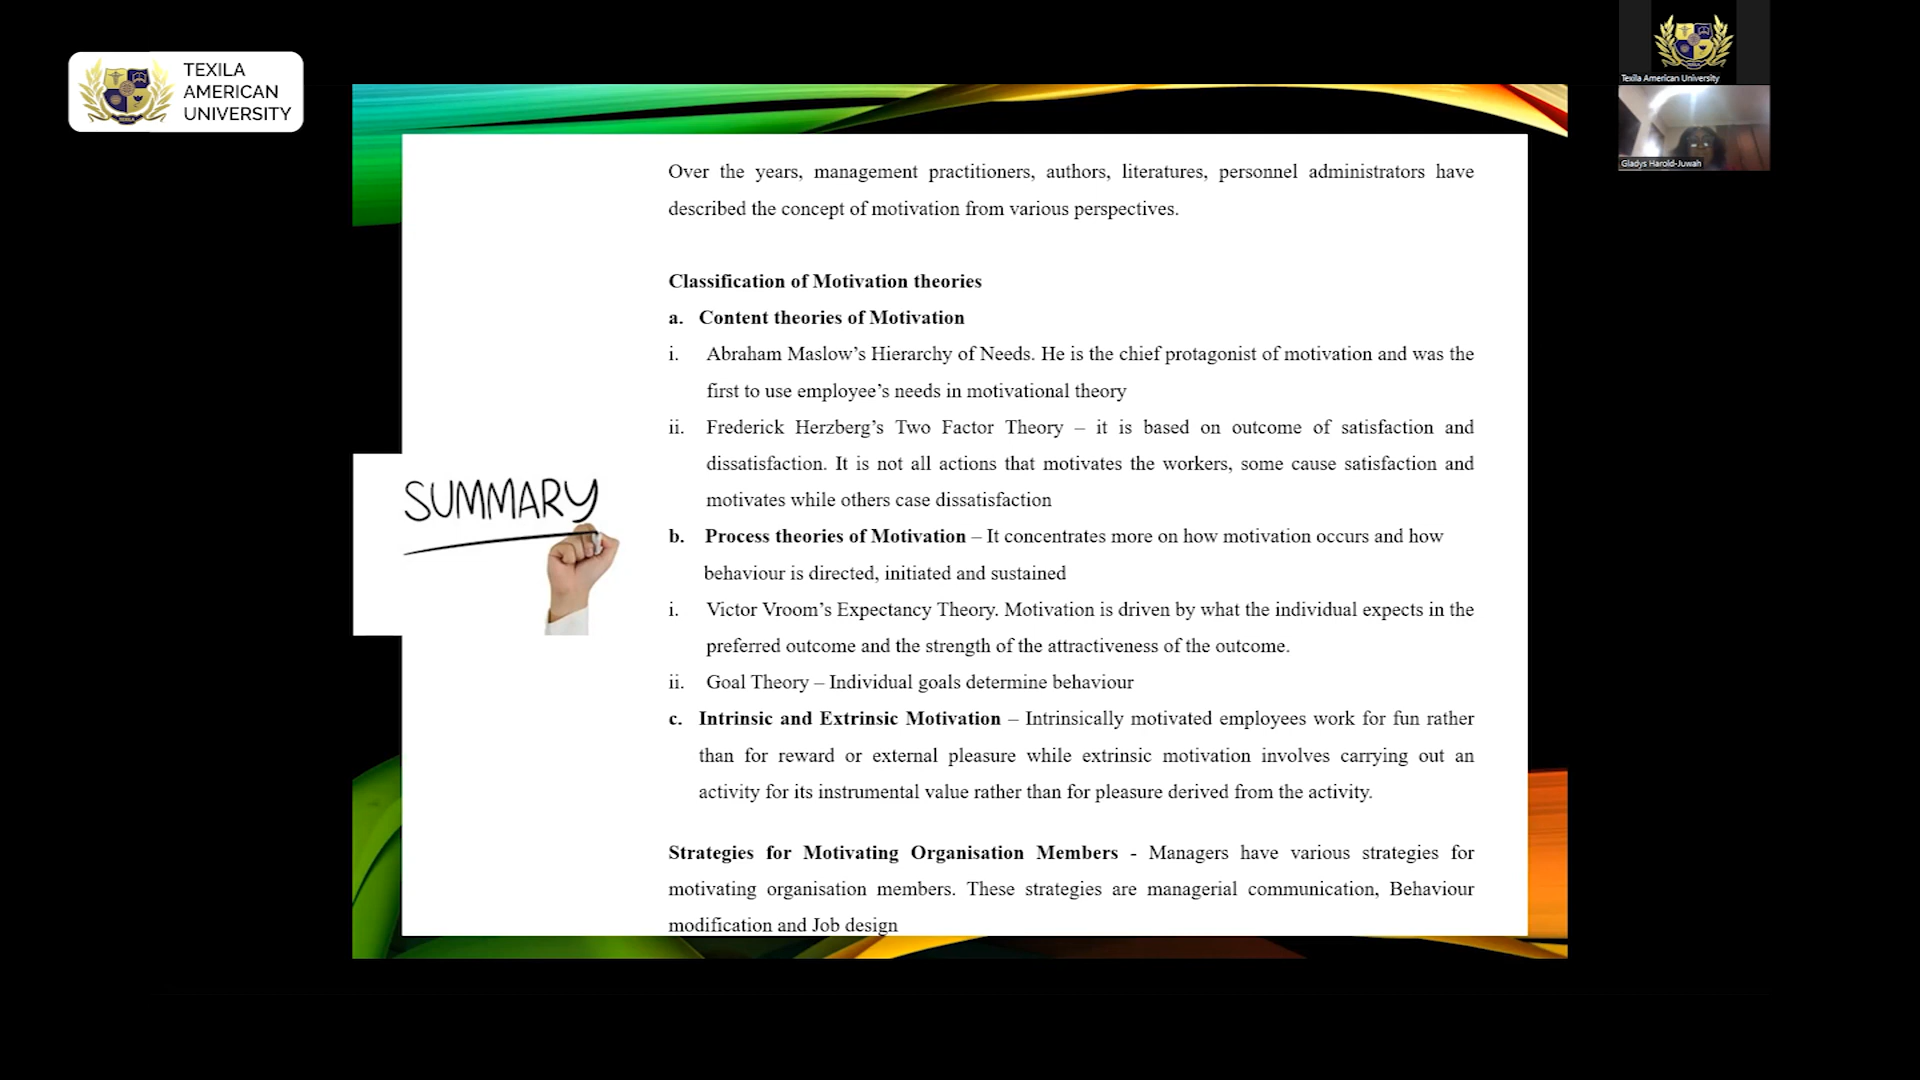 TEXILA
AMERICAN
UNIVERSITY
Texila American University
Gladys Harold-Juwah
SUMMARY
Over the years, management practitioners, authors, literatures, personnel administrators have
described the concept of motivation from various perspectives.
Classification of Motivation theories
a. Content theories of Motivation
i. Abraham Maslow’s Hierarchy of Needs. He is the chief protagonist of motivation and was the
first to use employee’s needs in motivational theory
ii. Frederick Herzberg’s Two Factor Theory – it is based on outcome of satisfaction and
dissatisfaction. It is not all actions that motivates the workers, some cause satisfaction and
motivates while others case dissatisfaction
b. Process theories of Motivation – It concentrates more on how motivation occurs and how
behaviour is directed, initiated and sustained
i. Victor Vroom’s Expectancy Theory. Motivation is driven by what the individual expects in the
preferred outcome and the strength of the attractiveness of the outcome.
ii. Goal Theory – Individual goals determine behaviour
c. Intrinsic and Extrinsic Motivation – Intrinsically motivated employees work for fun rather
than for reward or external pleasure while extrinsic motivation involves carrying out an
activity for its instrumental value rather than for pleasure derived from the activity.
Strategies for Motivating Organisation Members - Managers have various strategies for
motivating organisation members. These strategies are managerial communication, Behaviour
modification and Job design